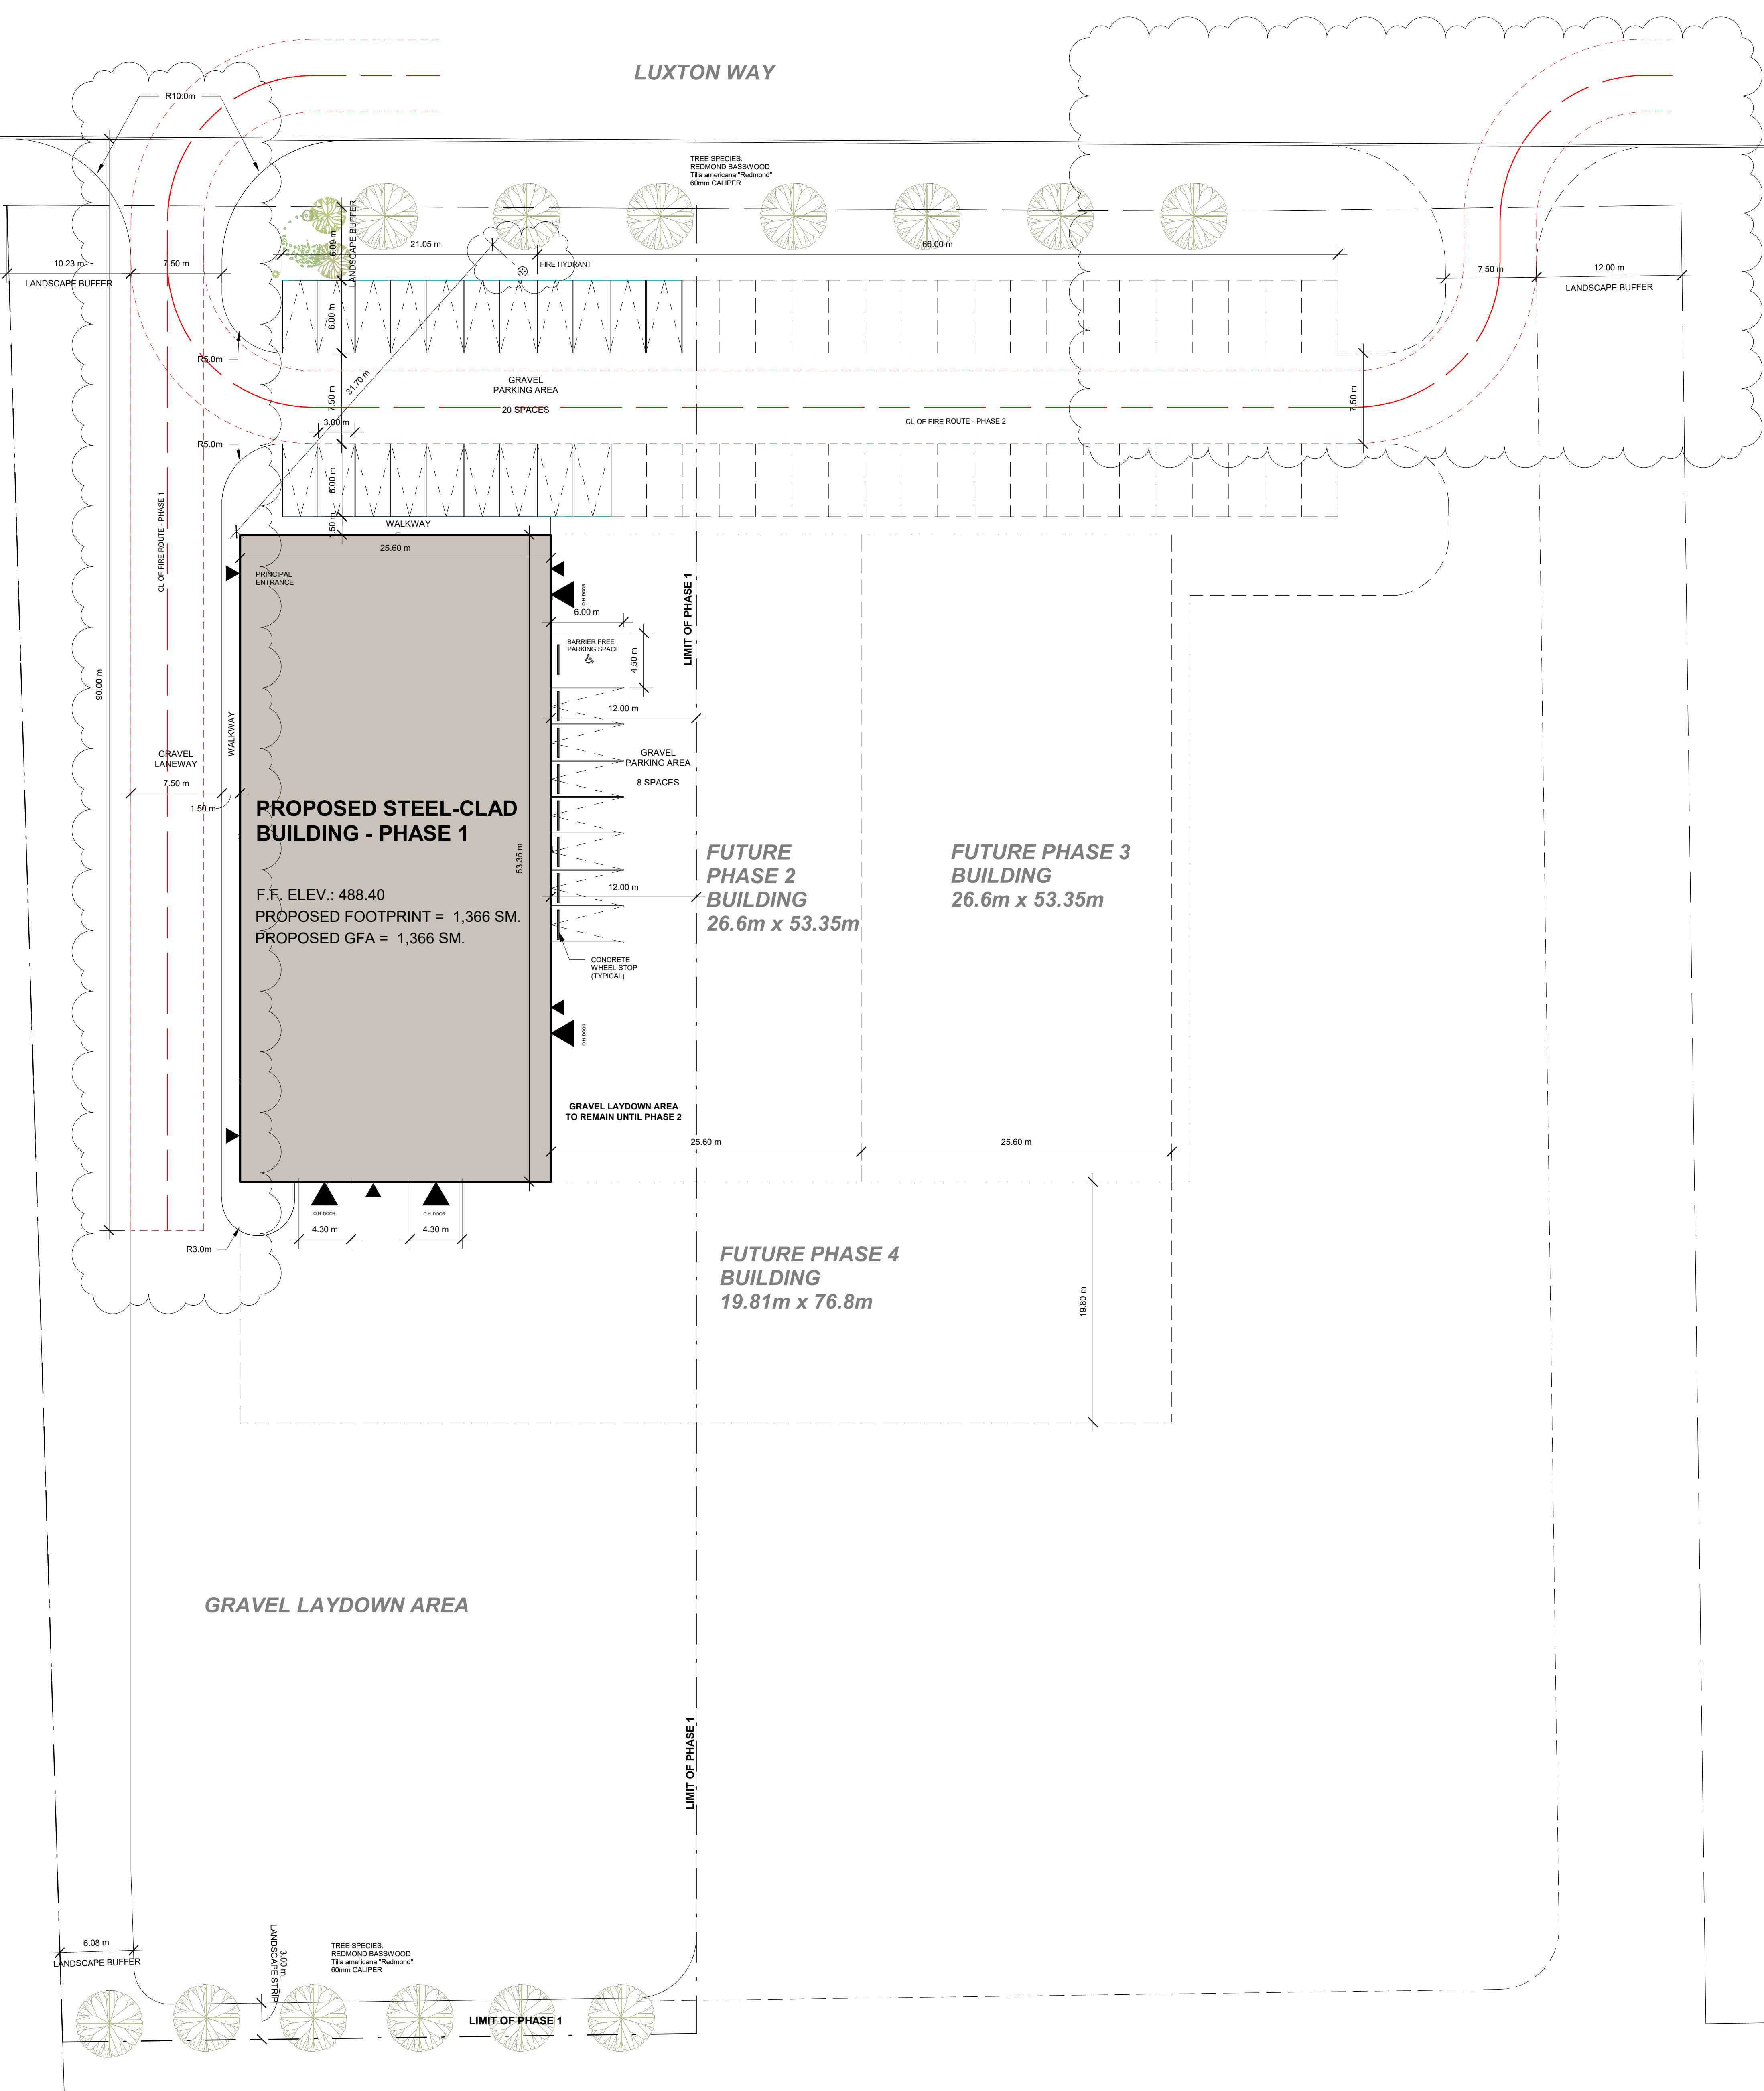 LUXTON WAY
R10.0m
TREE SPECIES:
REDMOND BASSWOOD
Tilia americana "Redmond"
60mm CALIPER
6.09 m
LANDSCAPE BUFFER
21.05 m
66.00 m
FIRE HYDRANT
10.23 m
LANDSCAPE BUFFER
7.50 m
7.50 m
12.00 m
LANDSCAPE BUFFER
6.00 m
R5.0m
31.70 m
7.50 m
GRAVEL
PARKING AREA
20 SPACES
7.50 m
3.00 m
CL OF FIRE ROUTE - PHASE 2
R5.0m
6.00 m
1.50 m
WALKWAY
CL OF FIRE ROUTE - PHASE 1
25.60 m
PRINCIPAL
ENTRANCE
O.H. DOOR
6.00 m
BARRIER FREE
PARKING SPACE
4.50 m
LIMIT OF PHASE 1
90.00 m
WALKWAY
12.00 m
GRAVEL
LANEWAY
GRAVEL
PARKING AREA
8 SPACES
7.50 m
1.50 m
PROPOSED STEEL-CLAD
BUILDING - PHASE 1
53.35 m
F.F. ELEV.: 488.40
PROPOSED FOOTPRINT = 1,366 SM.
PROPOSED GFA = 1,366 SM.
12.00 m
FUTURE
PHASE 2
BUILDING
26.6m x 53.35m
FUTURE PHASE 3
BUILDING
26.6m x 53.35m
CONCRETE
WHEEL STOP
(TYPICAL)
O.H. DOOR
GRAVEL LAYDOWN AREA
TO REMAIN UNTIL PHASE 2
25.60 m
25.60 m
O.H. DOOR
O.H. DOOR
4.30 m
4.30 m
R3.0m
FUTURE PHASE 4
BUILDING
19.81m x 76.8m
19.80 m
GRAVEL LAYDOWN AREA
LIMIT OF PHASE 1
6.08 m
LANDSCAPE BUFFER
3.00 m
LANDSCAPE STRIP
TREE SPECIES:
REDMOND BASSWOOD
Tilia americana "Redmond"
60mm CALIPER
LIMIT OF PHASE 1